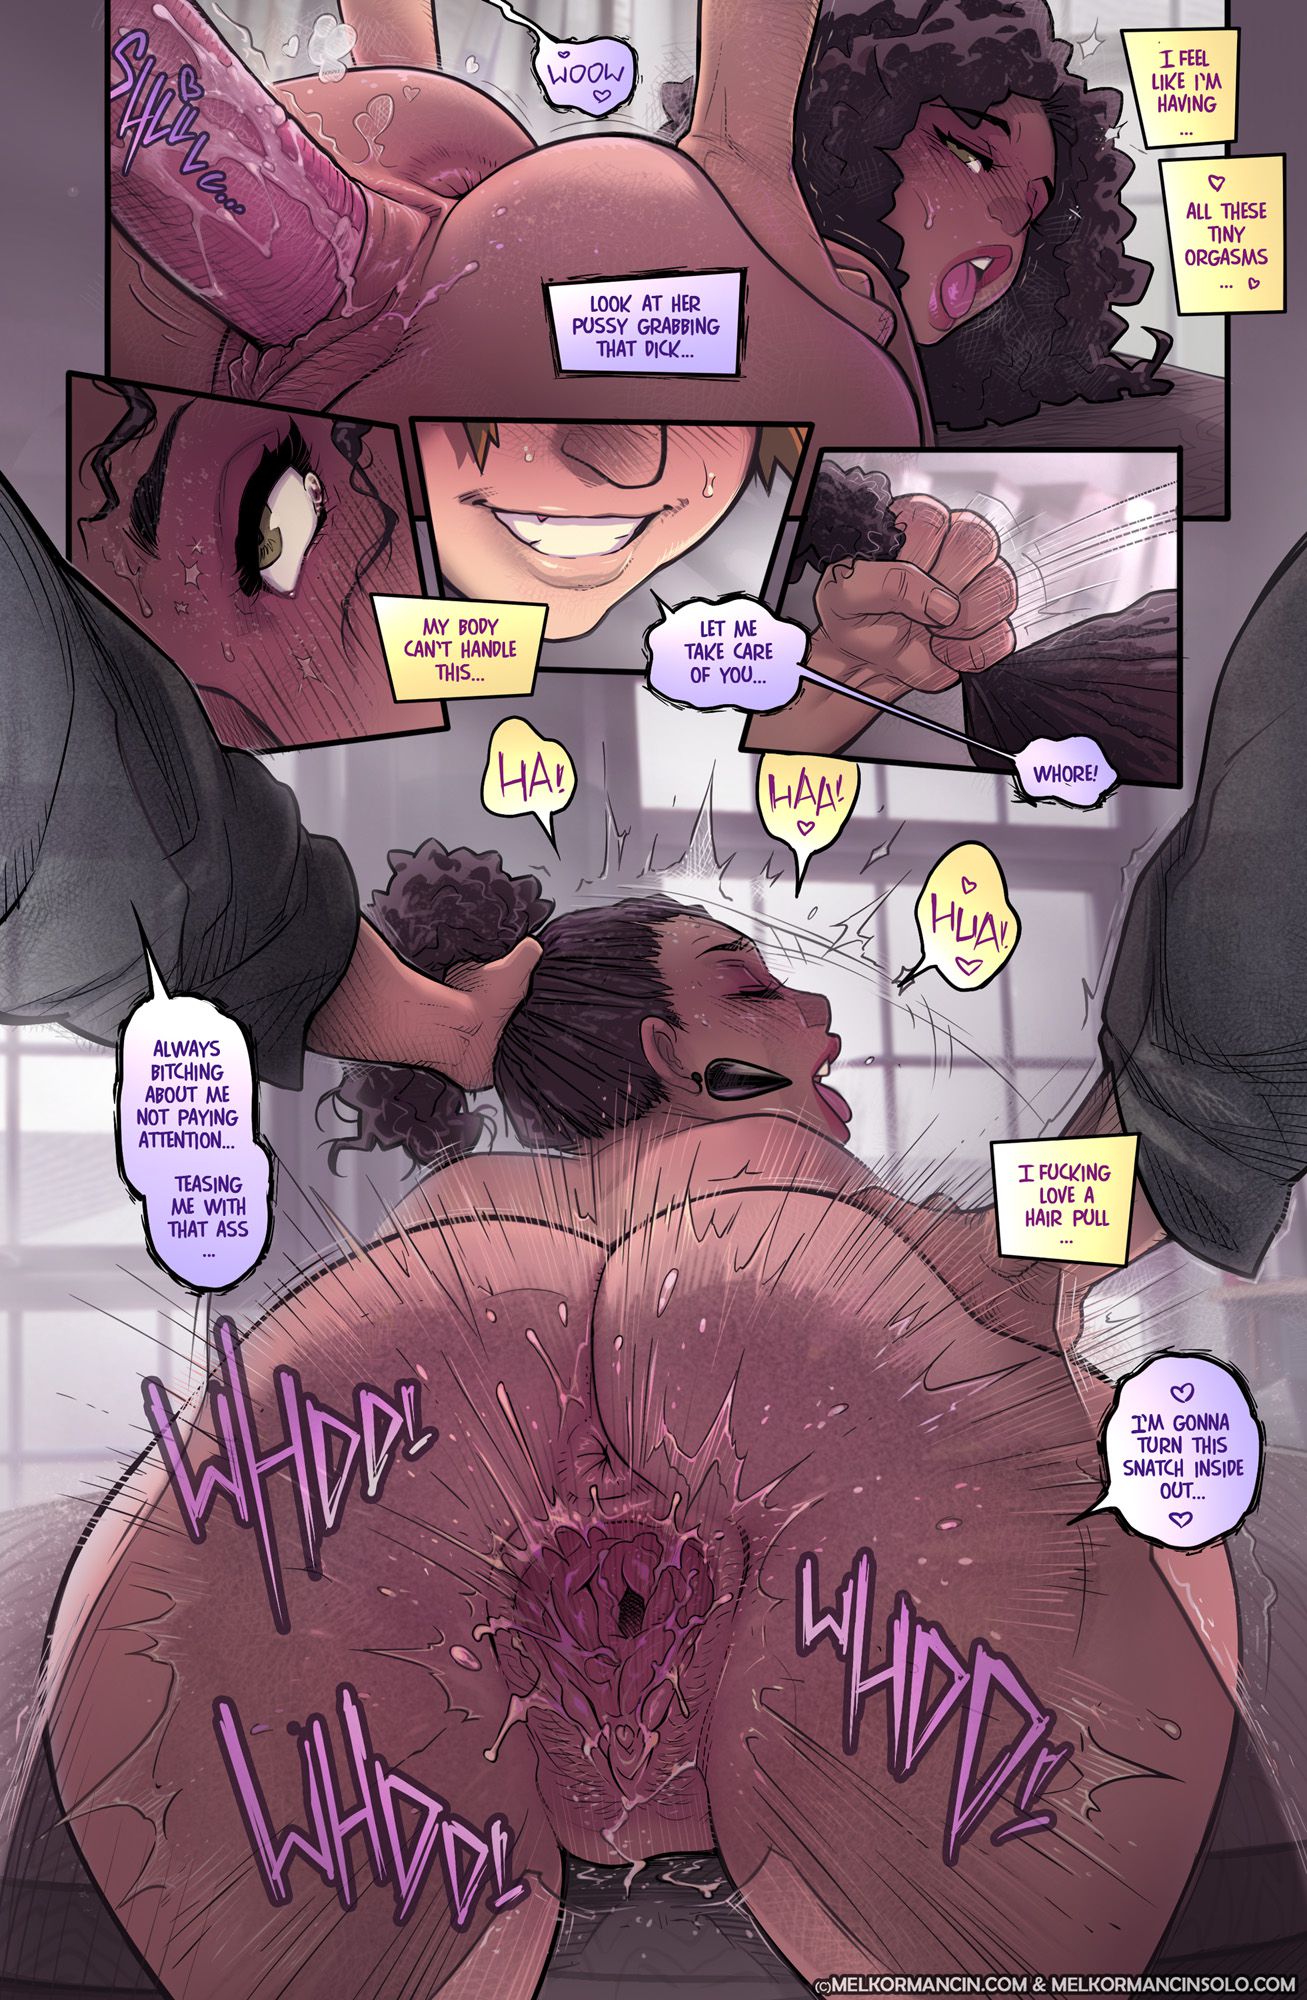 WOOW
I FEEL
LIKE I'M
HAVING
...
ALL THESE
TINY
ORGASMS
...
SHLLLC...
LOOK AT HER
PUSSY GRABBING
THAT DICK...
MY BODY
CAN'T HANDLE
THIS...
LET ME
TAKE CARE
OF YOU...
WHORE!
HA!
HAA!
HUA!
ALWAYS
BITCHING
ABOUT ME
NOT PAYING
ATTENTION...
TEASING
ME WITH
THAT ASS
...
I FUCKING
LOVE A
HAIR PULL
...
WHDD!
I'M GONNA
TURN THIS
SNATCH INSIDE
OUT...
WHDD!
WHDD!
(C)MELKORMANCIN.COM & MELKORMANCINSOLO.COM